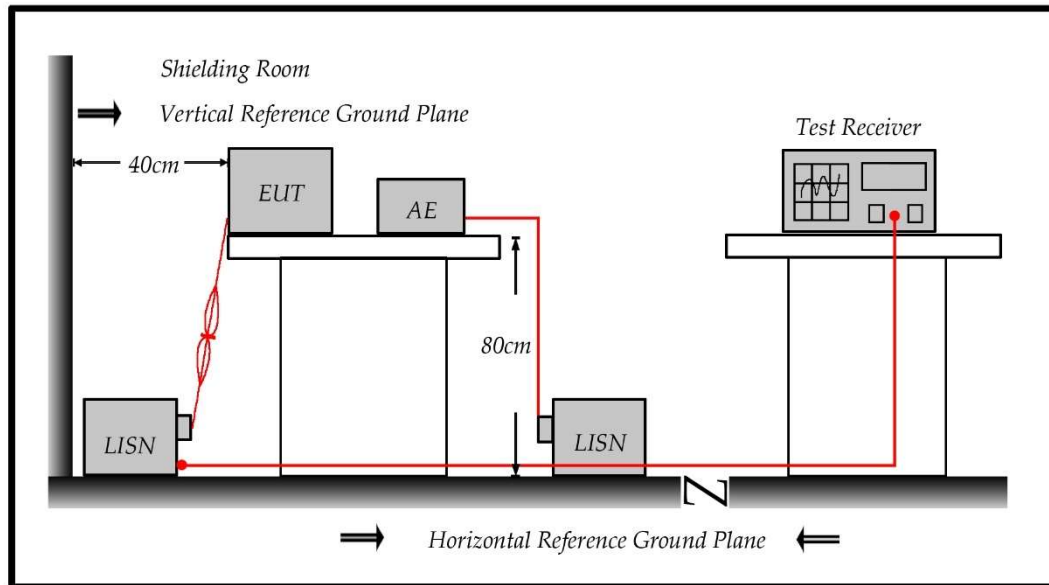 Shielding Room
Vertical Reference Ground Plane
Test Receiver
40cm
EUT
AE
80cm
LISN
LISN
Horizontal Reference Ground Plane